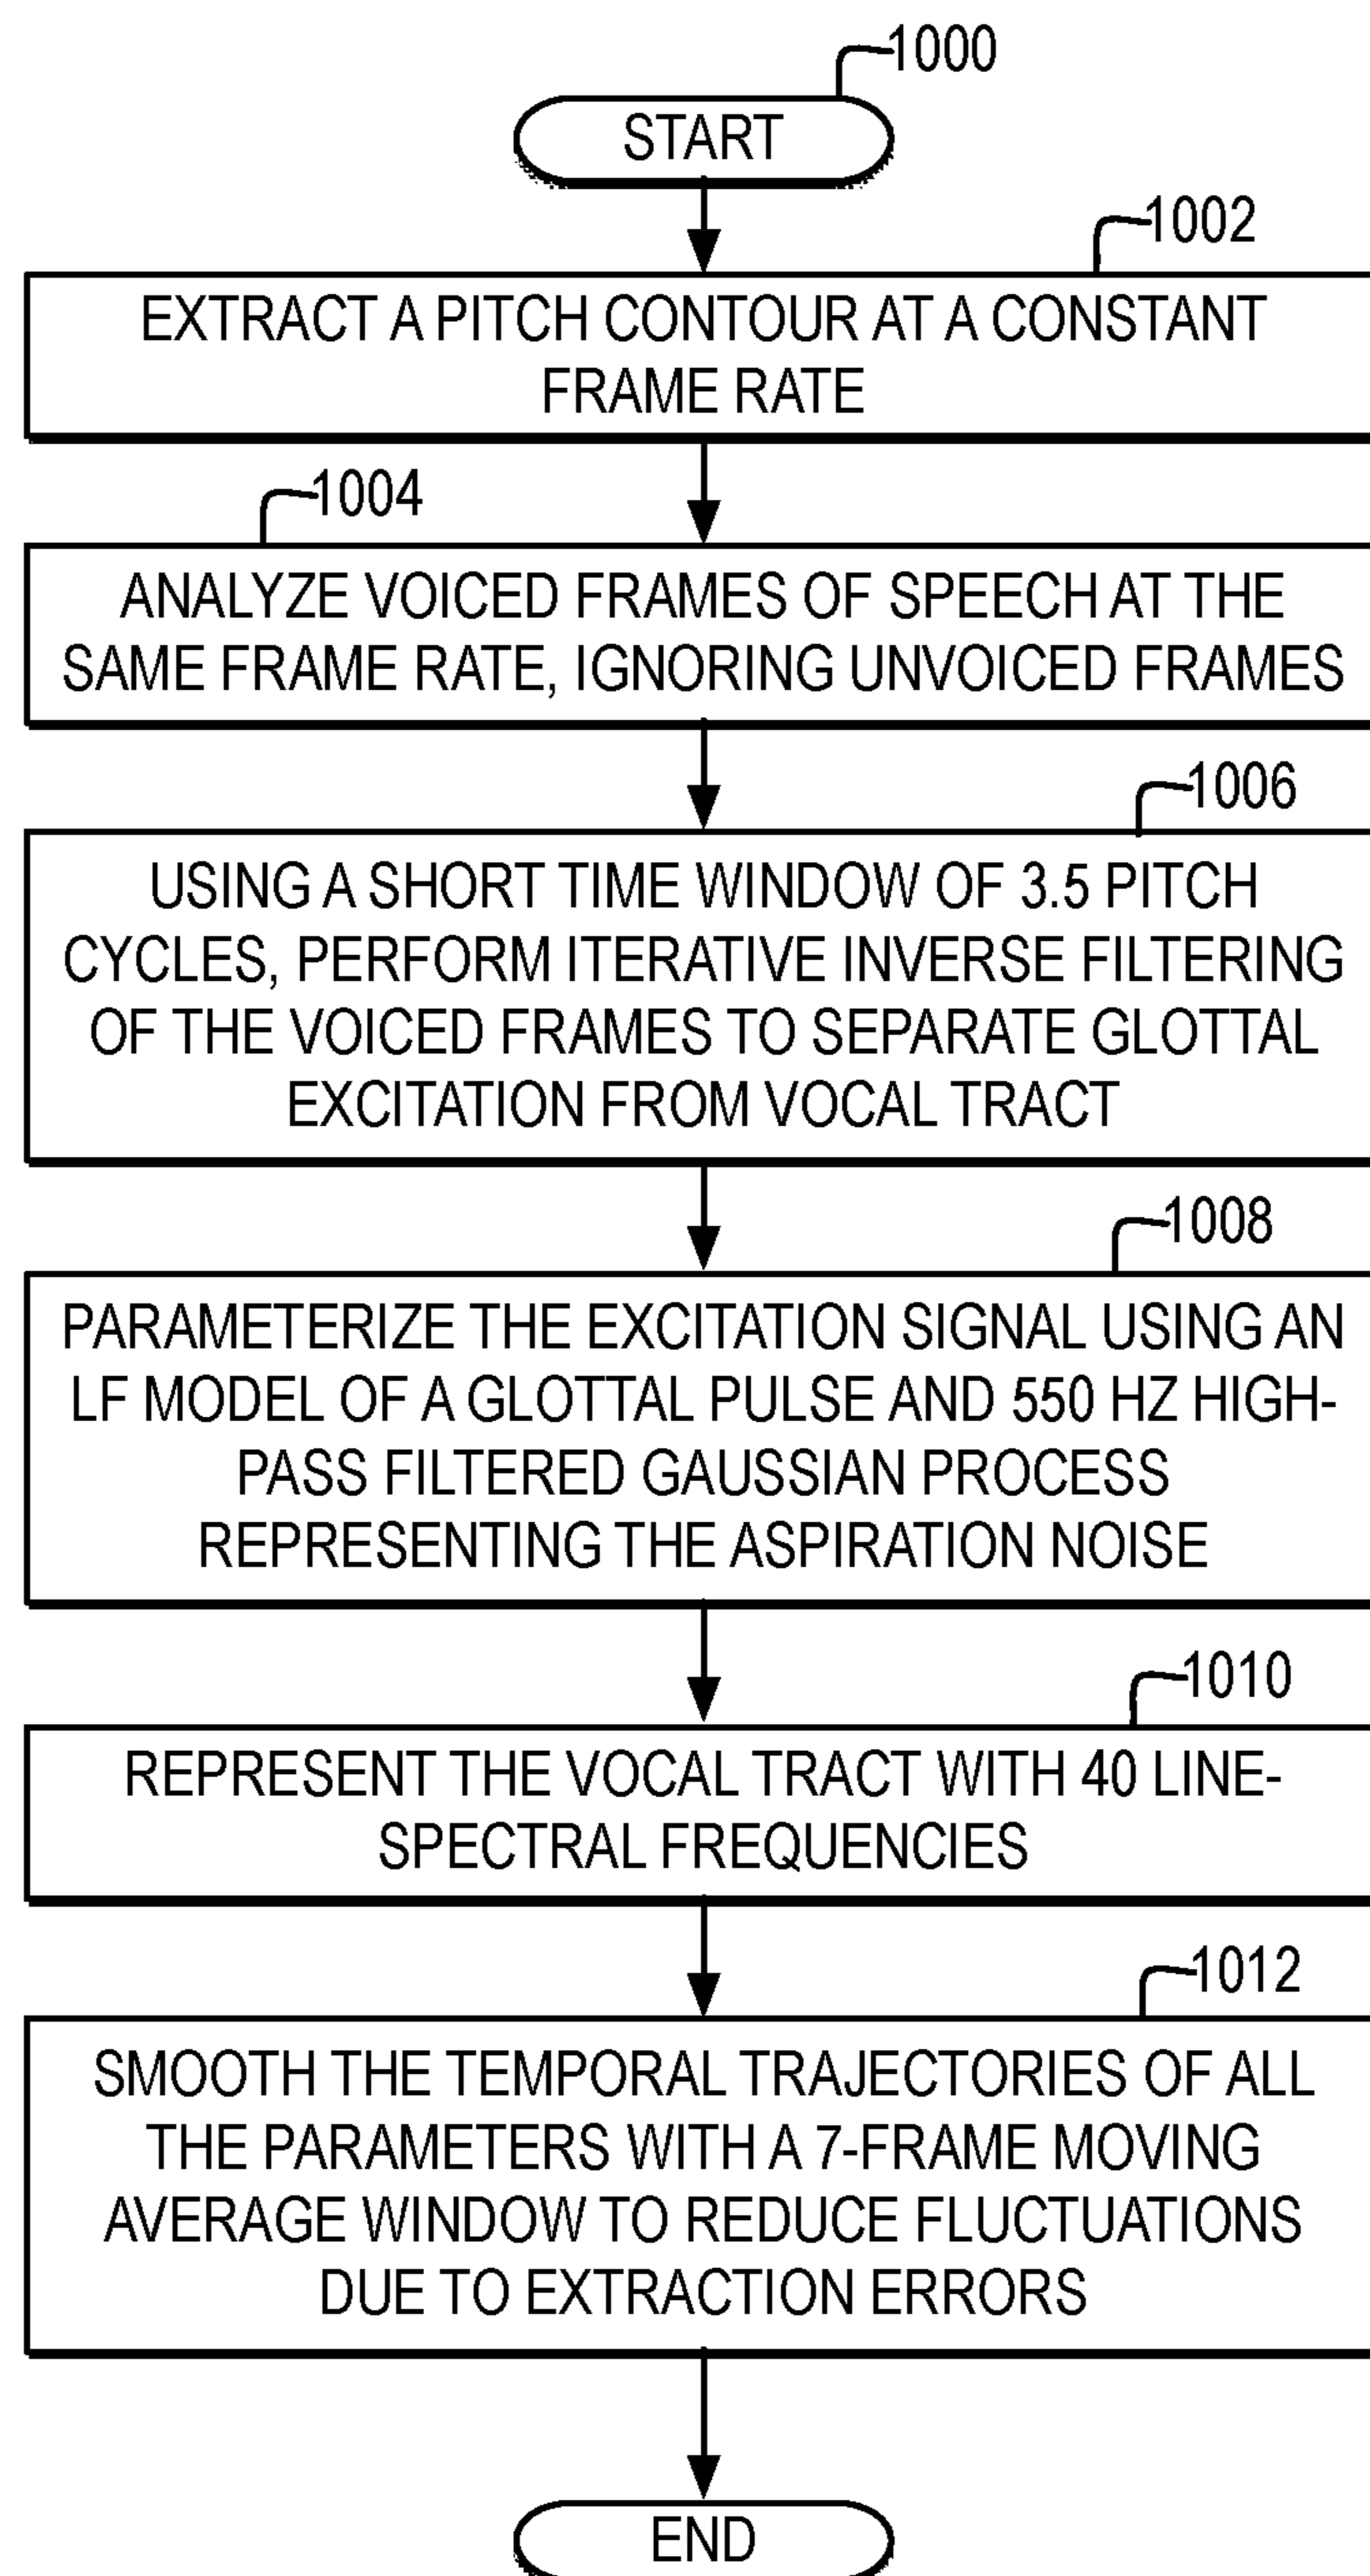 1000
START
1002
EXTRACT A PITCH CONTOUR AT A CONSTANT
FRAME RATE
1004
ANALYZE VOICED FRAMES OF SPEECH AT THE
SAME FRAME RATE, IGNORING UNVOICED FRAMES
1006
USING A SHORT TIME WINDOW OF 3.5 PITCH
CYCLES, PERFORM ITERATIVE INVERSE FILTERING
OF THE VOICED FRAMES TO SEPARATE GLOTTAL
EXCITATION FROM VOCAL TRACT
1008
PARAMETERIZE THE EXCITATION SIGNAL USING AN
LF MODEL OF A GLOTTAL PULSE AND 550 HZ HIGH-
PASS FILTERED GAUSSIAN PROCESS
REPRESENTING THE ASPIRATION NOISE
1010
REPRESENT THE VOCAL TRACT WITH 40 LINE-
SPECTRAL FREQUENCIES
1012
SMOOTH THE TEMPORAL TRAJECTORIES OF ALL
THE PARAMETERS WITH A 7-FRAME MOVING
AVERAGE WINDOW TO REDUCE FLUCTUATIONS
DUE TO EXTRACTION ERRORS
END